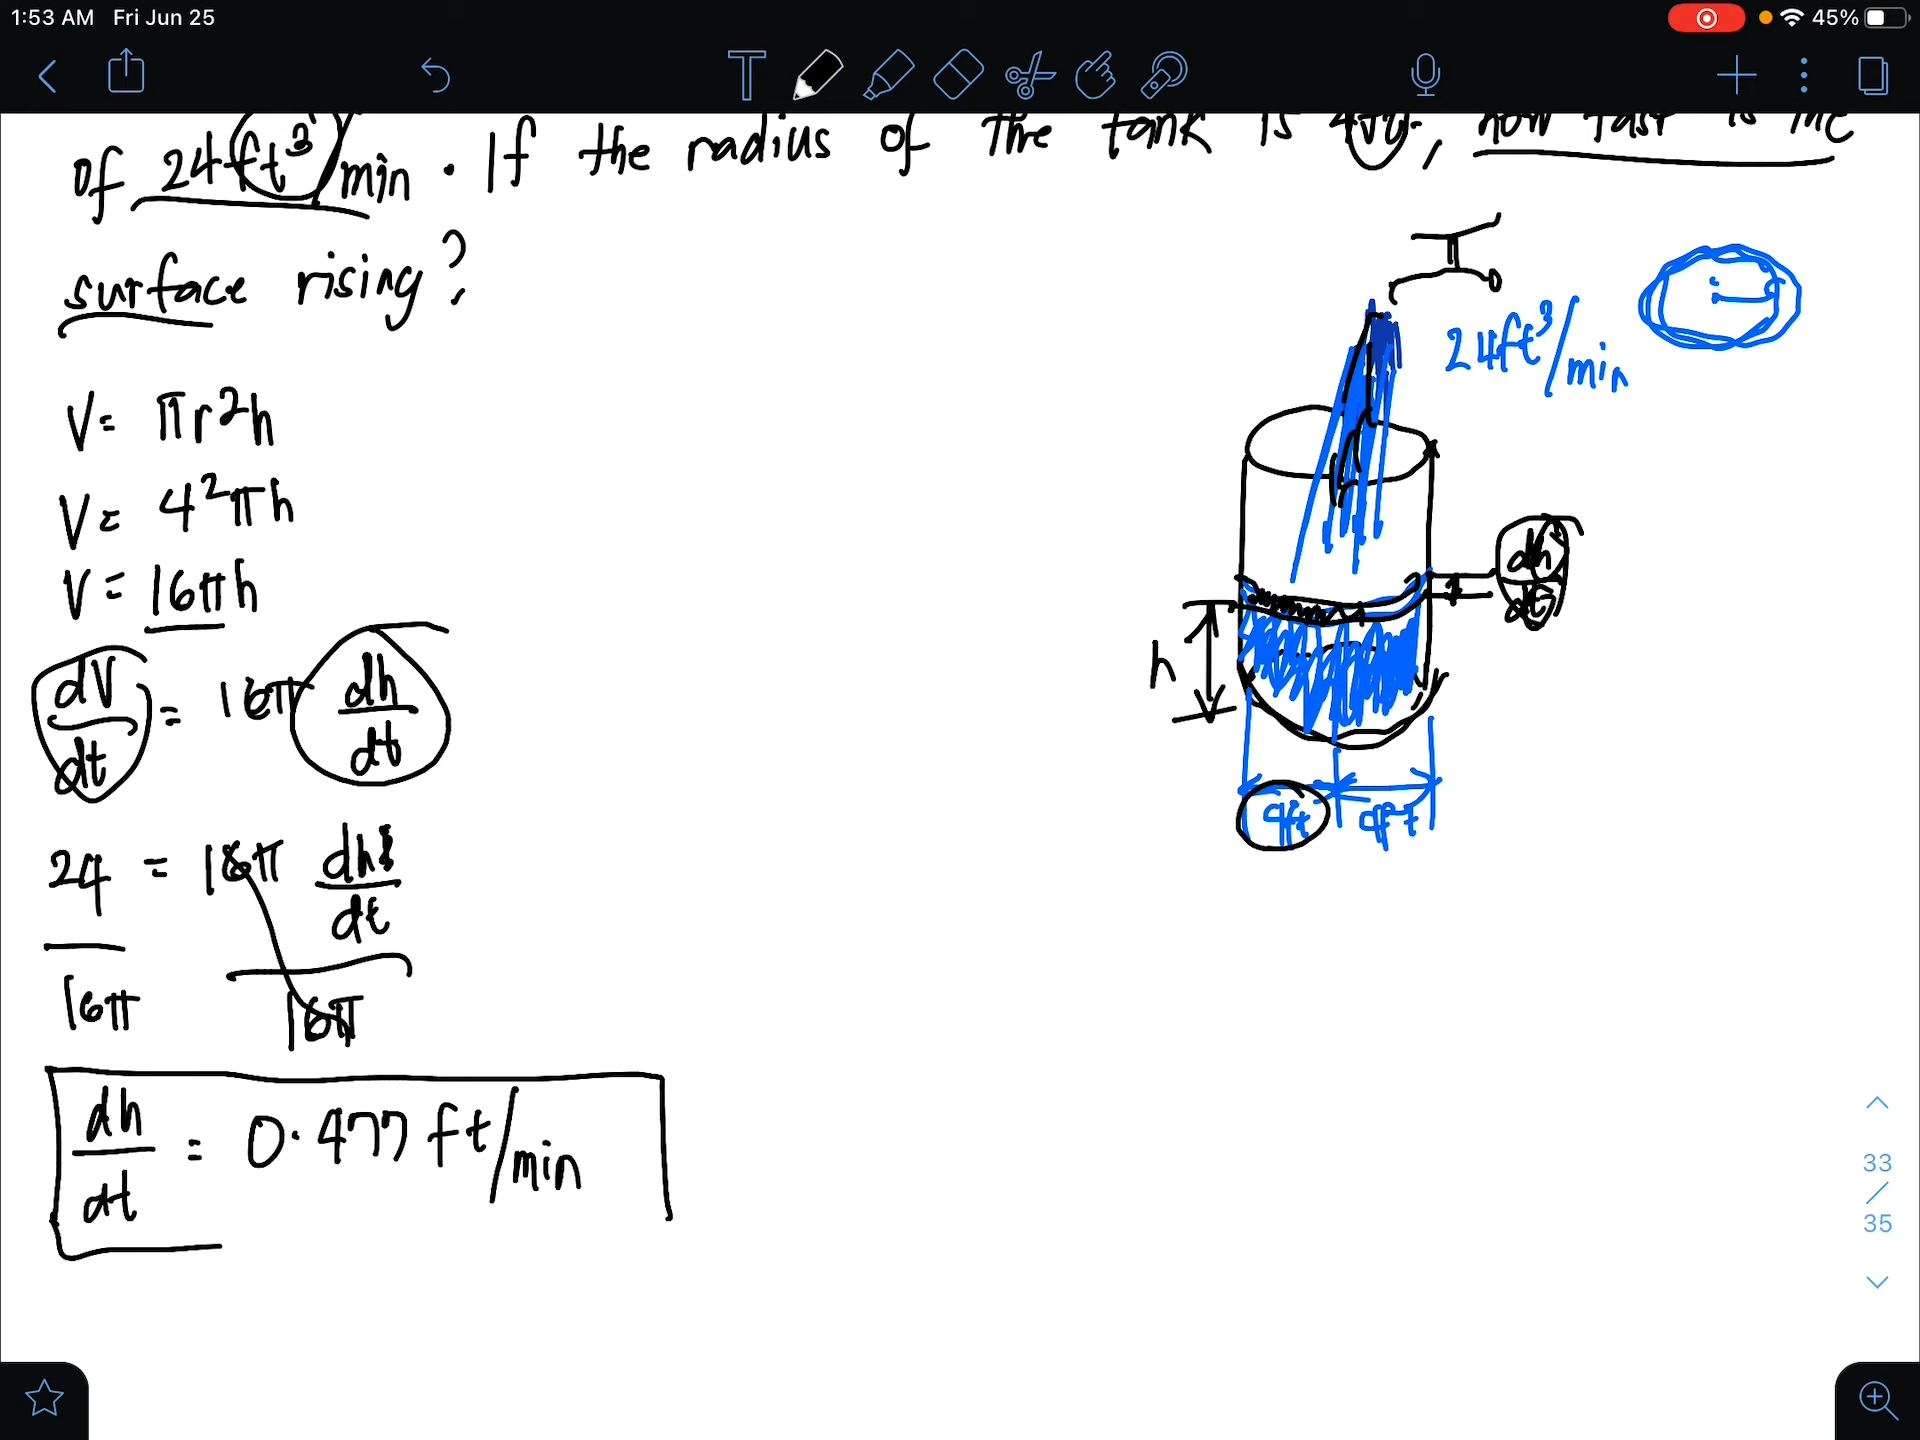 1:53 AM Fri Jun 25
45%
of 24ft³/min. If the radius of the tank is 4ft, how fast is the
surface rising?
24ft³/min
V= πr²h
V= 4²πh
V= 16πh
dV/dt = 16π dh/dt
dh/dt
h
4ft 4ft
24 = 16π dh/dt
16π 16π
dh/dt = 0.477 ft/min
33
/
35